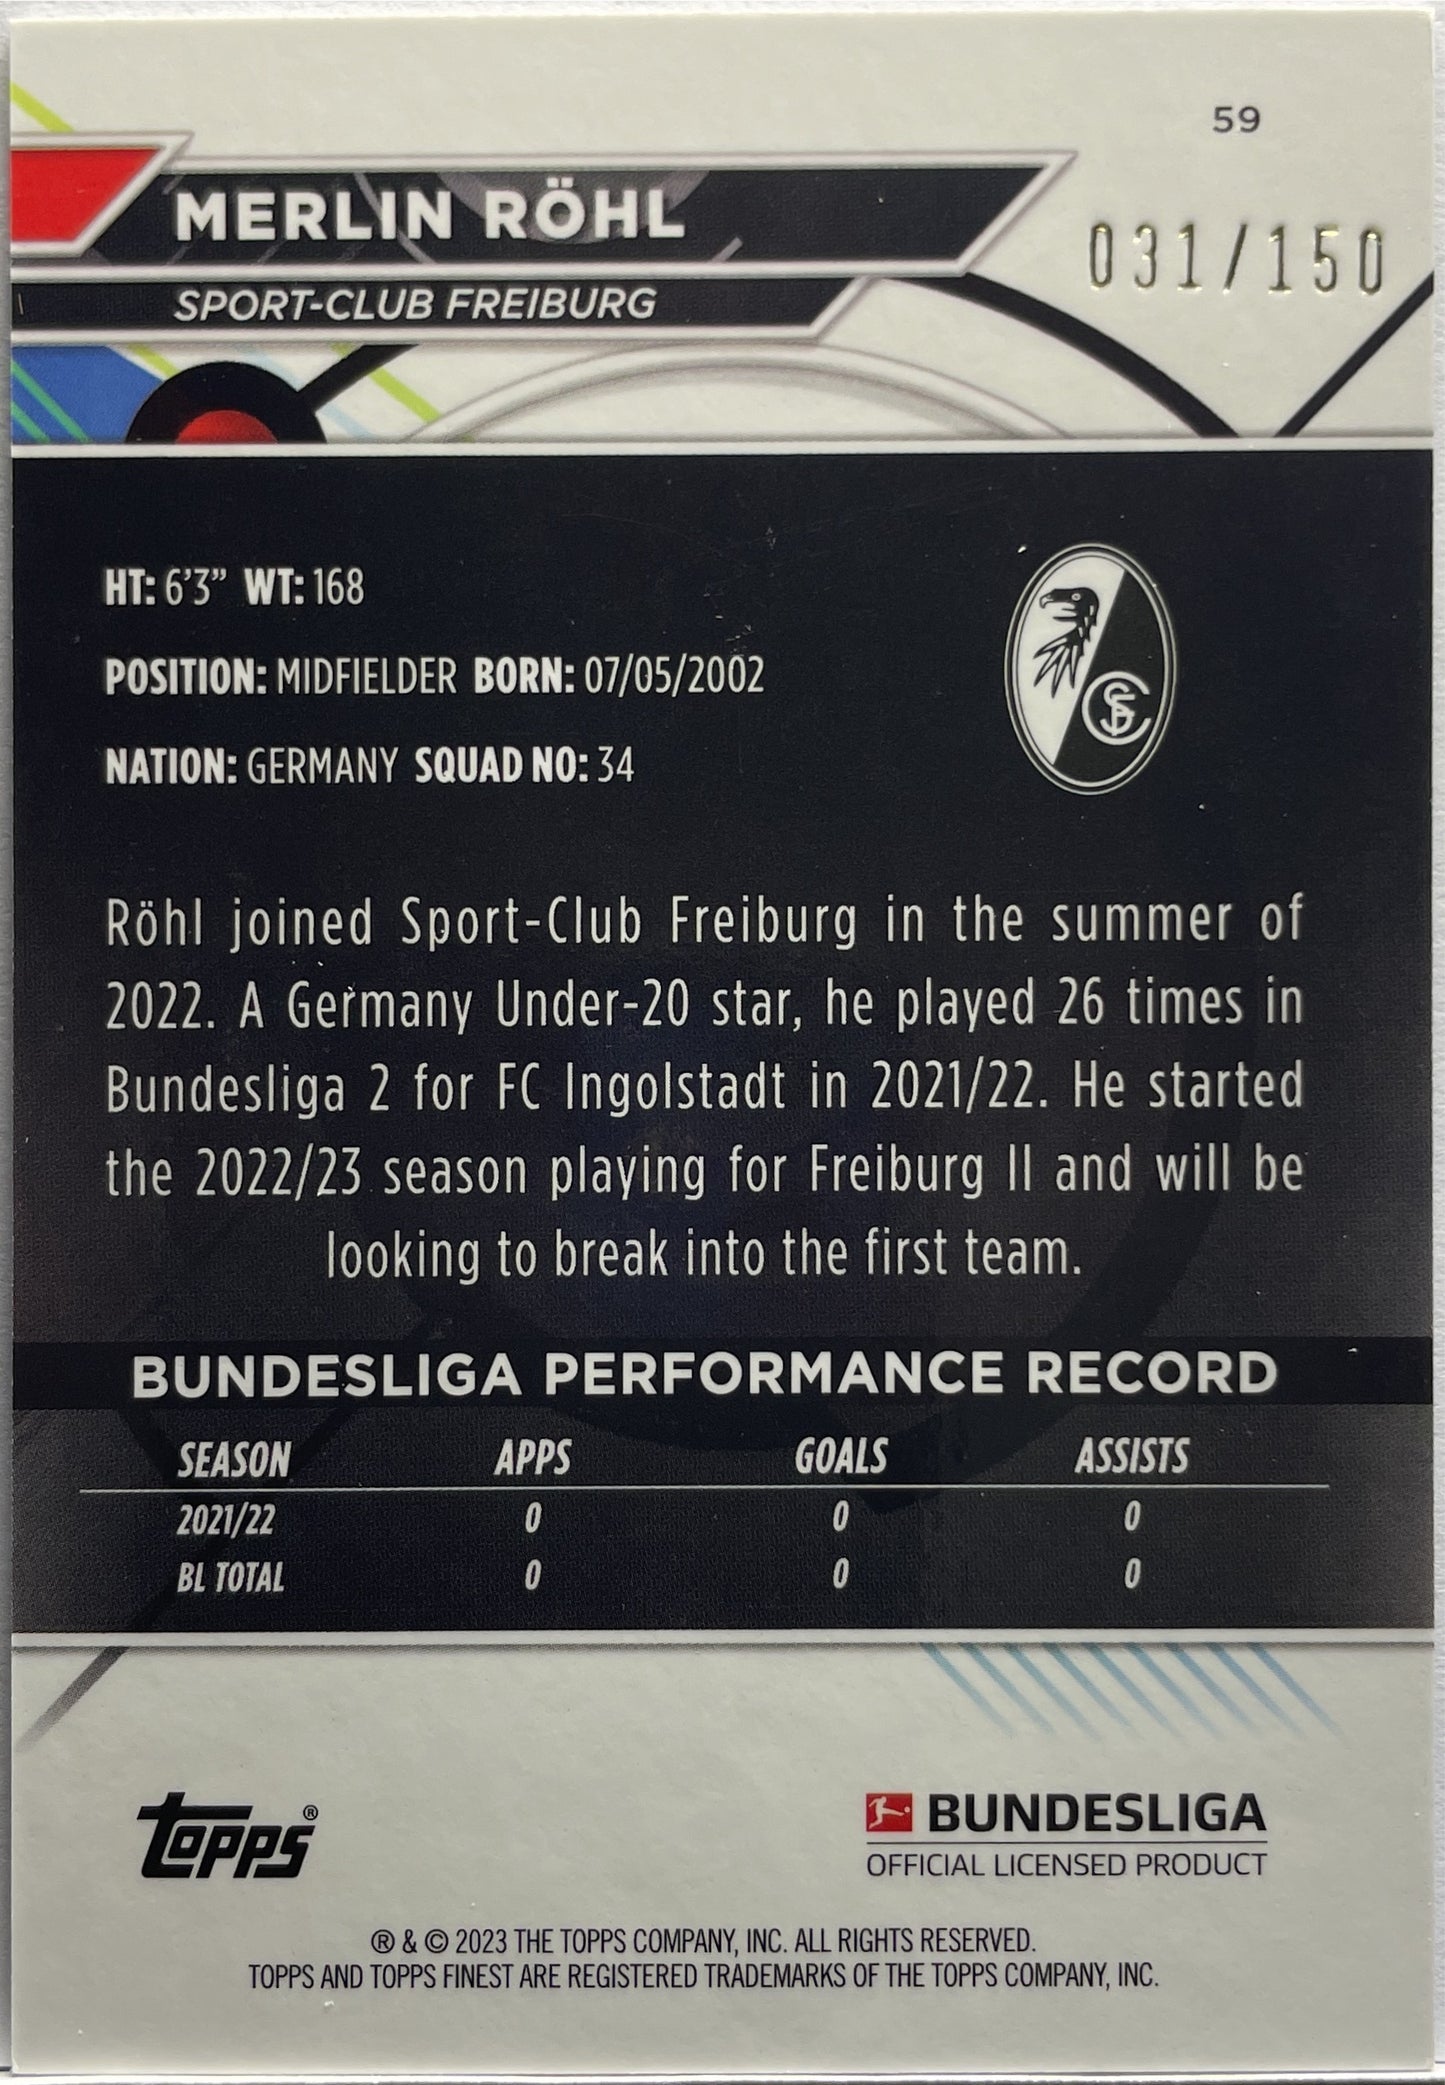 59
MERLIN RÖHL
031/150
SPORT-CLUB FREIBURG
HT: 6'3" WT: 168
POSITION: MIDFIELDER BORN: 07/05/2002
NATION: GERMANY SQUAD NO: 34
SC
F
Röhl joined Sport-Club Freiburg in the summer of
2022. A Germany Under-20 star, he played 26 times in
Bundesliga 2 for FC Ingolstadt in 2021/22. He started
the 2022/23 season playing for Freiburg II and will be
looking to break into the first team.
BUNDESLIGA PERFORMANCE RECORD
SEASON APPS GOALS ASSISTS
2021/22 0 0 0
BL TOTAL 0 0 0
Topps®
BUNDESLIGA
OFFICIAL LICENSED PRODUCT
® & © 2023 THE TOPPS COMPANY, INC. ALL RIGHTS RESERVED.
TOPPS AND TOPPS FINEST ARE REGISTERED TRADEMARKS OF THE TOPPS COMPANY, INC.